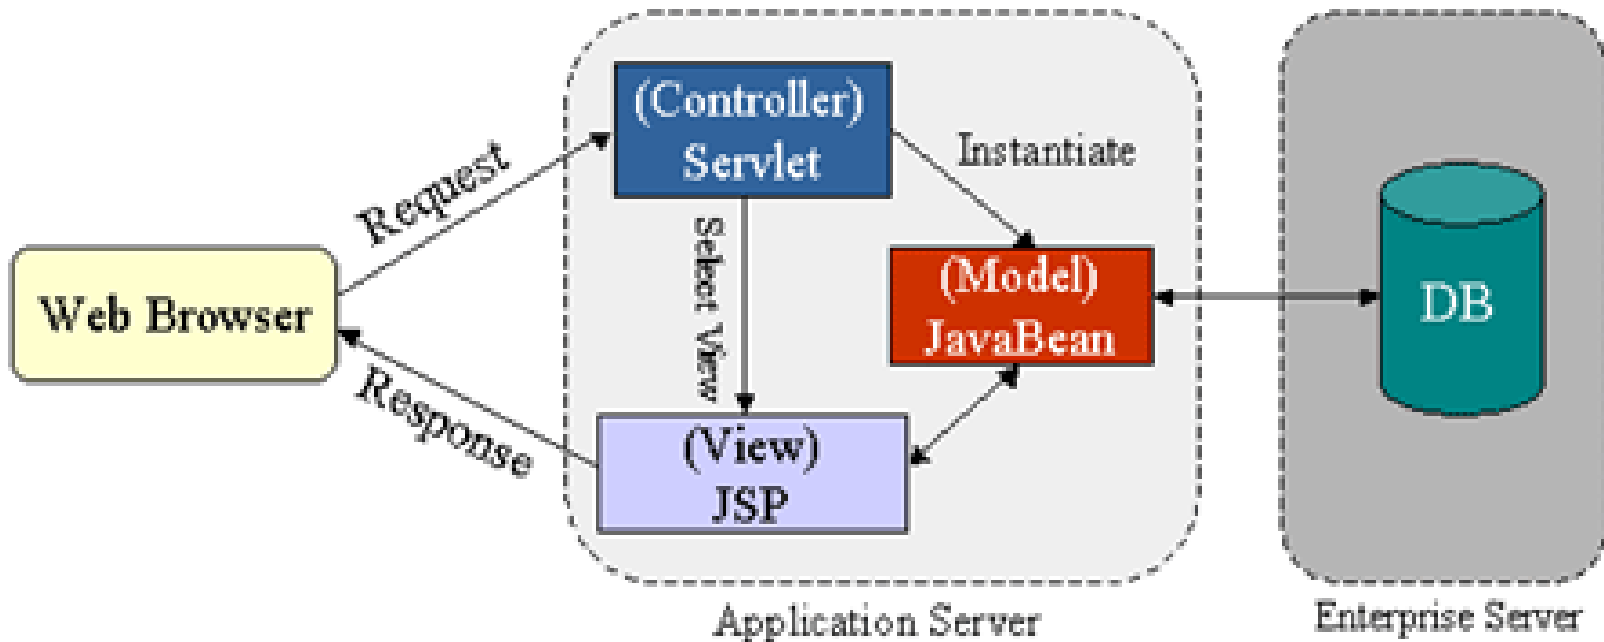 (Controller)
Servlet
Instantiate
Request
Select View
Web Browser
(Model)
JavaBean
DB
Response
(View)
JSP
Application Server
Enterprise Server